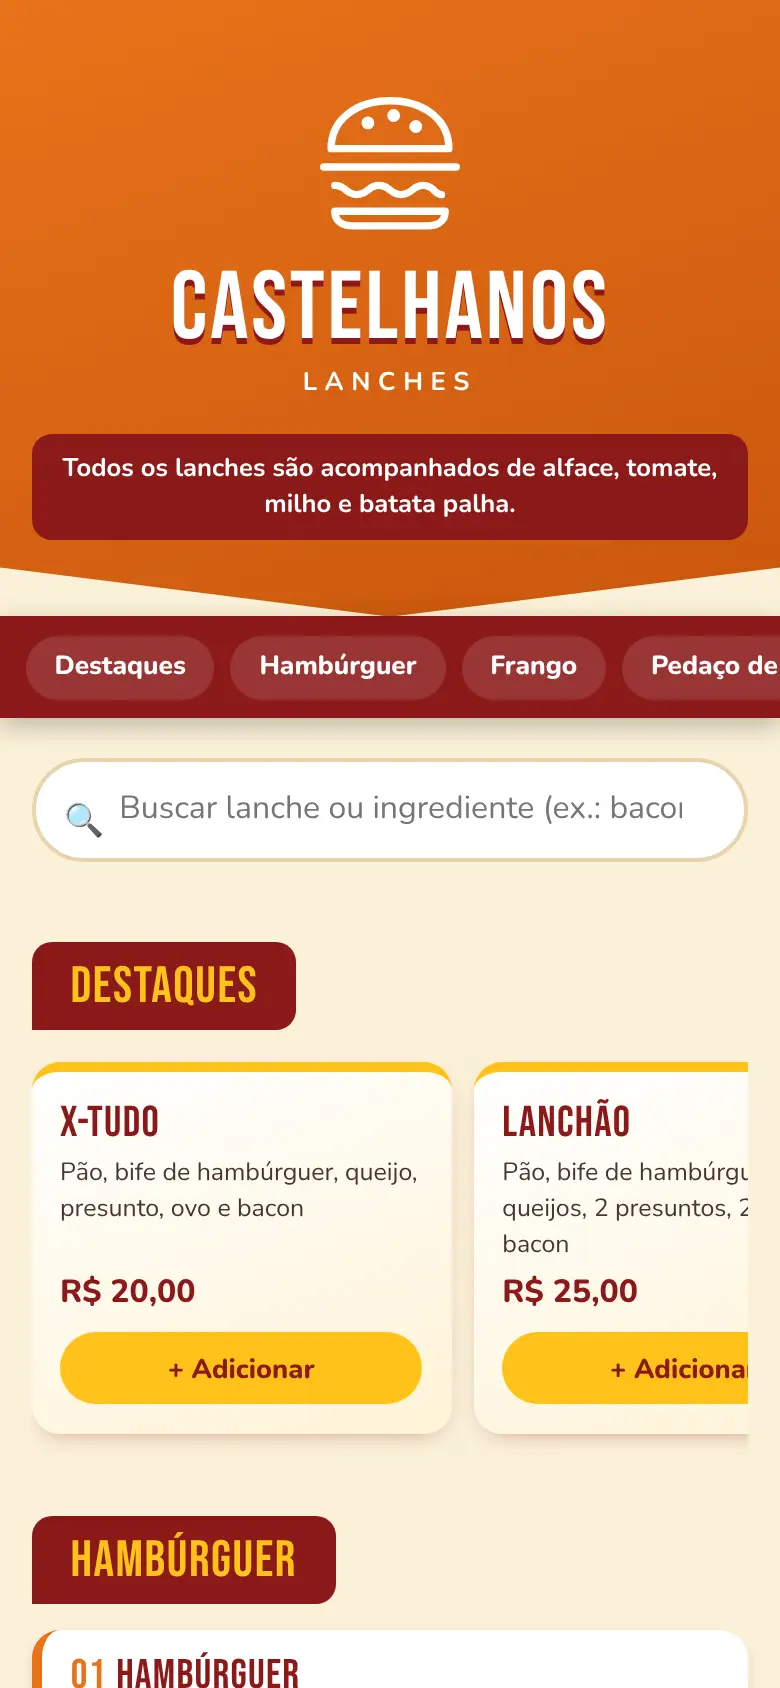 CASTELHANOS
LANCHES
Todos os lanches são acompanhados de alface, tomate,
milho e batata palha.
Destaques Hambúrguer Frango Pedaço de
Buscar lanche ou ingrediente (ex.: bacon
DESTAQUES
X-TUDO
Pão, bife de hambúrguer, queijo,
presunto, ovo e bacon
R$ 20,00
+ Adicionar
LANCHÃO
Pão, bife de hambúrgu
queijos, 2 presuntos, 2
bacon
R$ 25,00
+ Adicionar
HAMBÚRGUER
01 HAMBÚRGUER